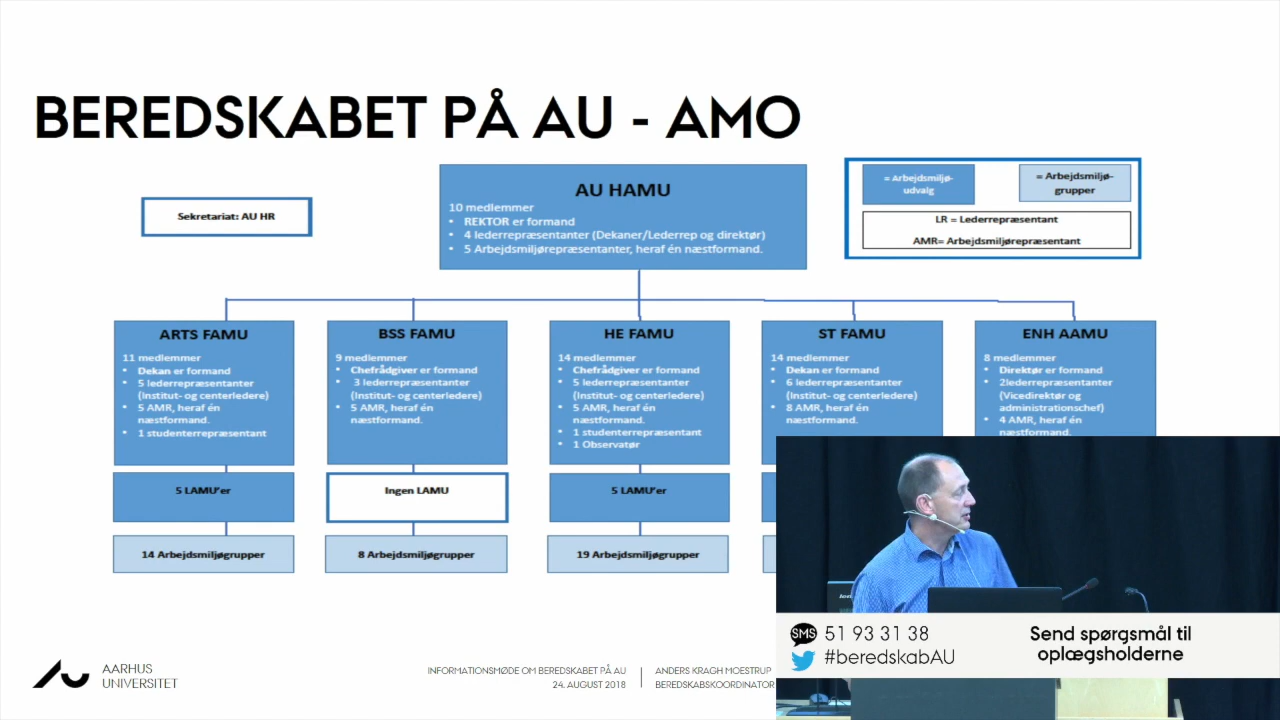 BEREDSKABET PÅ AU - AMO
Sekretariat: AU HR
AU HAMU
10 medlemmer
• REKTOR er formand
• 4 lederrepræsentanter (Dekaner/Lederrep og direktør)
• 5 Arbejdsmiljørepræsentanter, heraf én næstformand.
= Arbejdsmiljø-
udvalg
= Arbejdsmiljø-
grupper
LR = Lederrepræsentant
AMR= Arbejdsmiljørepræsentant
ARTS FAMU
11 medlemmer
• Dekan er formand
• 5 lederrepræsentanter
(Institut- og centerledere)
• 5 AMR, heraf én
næstformand.
• 1 studenterrepræsentant
5 LAMU'er
14 Arbejdsmiljøgrupper
BSS FAMU
9 medlemmer
• Chefrådgiver er formand
• 3 lederrepræsentanter
(Institut- og centerledere)
• 5 AMR, heraf én
næstformand.
Ingen LAMU
8 Arbejdsmiljøgrupper
HE FAMU
14 medlemmer
• Chefrådgiver er formand
• 5 lederrepræsentanter
(Institut- og centerledere)
• 5 AMR, heraf én
næstformand.
• 1 studenterrepræsentant
• 1 Observatør
5 LAMU'er
19 Arbejdsmiljøgrupper
ST FAMU
14 medlemmer
• Dekan er formand
• 6 lederrepræsentanter
(Institut- og centerledere)
• 8 AMR, heraf én
næstformand.
ENH AAMU
8 medlemmer
• Direktør er formand
• 2lederrepræsentanter
(Vicedirektør og
administrationschef)
• 4 AMR, heraf én
næstformand.
SMS 51 93 31 38
#beredskabAU
Send spørgsmål til
oplægsholderne
AARHUS
UNIVERSITET
INFORMATIONSMØDE OM BEREDSKABET PÅ AU
24. AUGUST 2018
ANDERS KRAGH MOESTRUP
BEREDSKABSKOORDINATOR